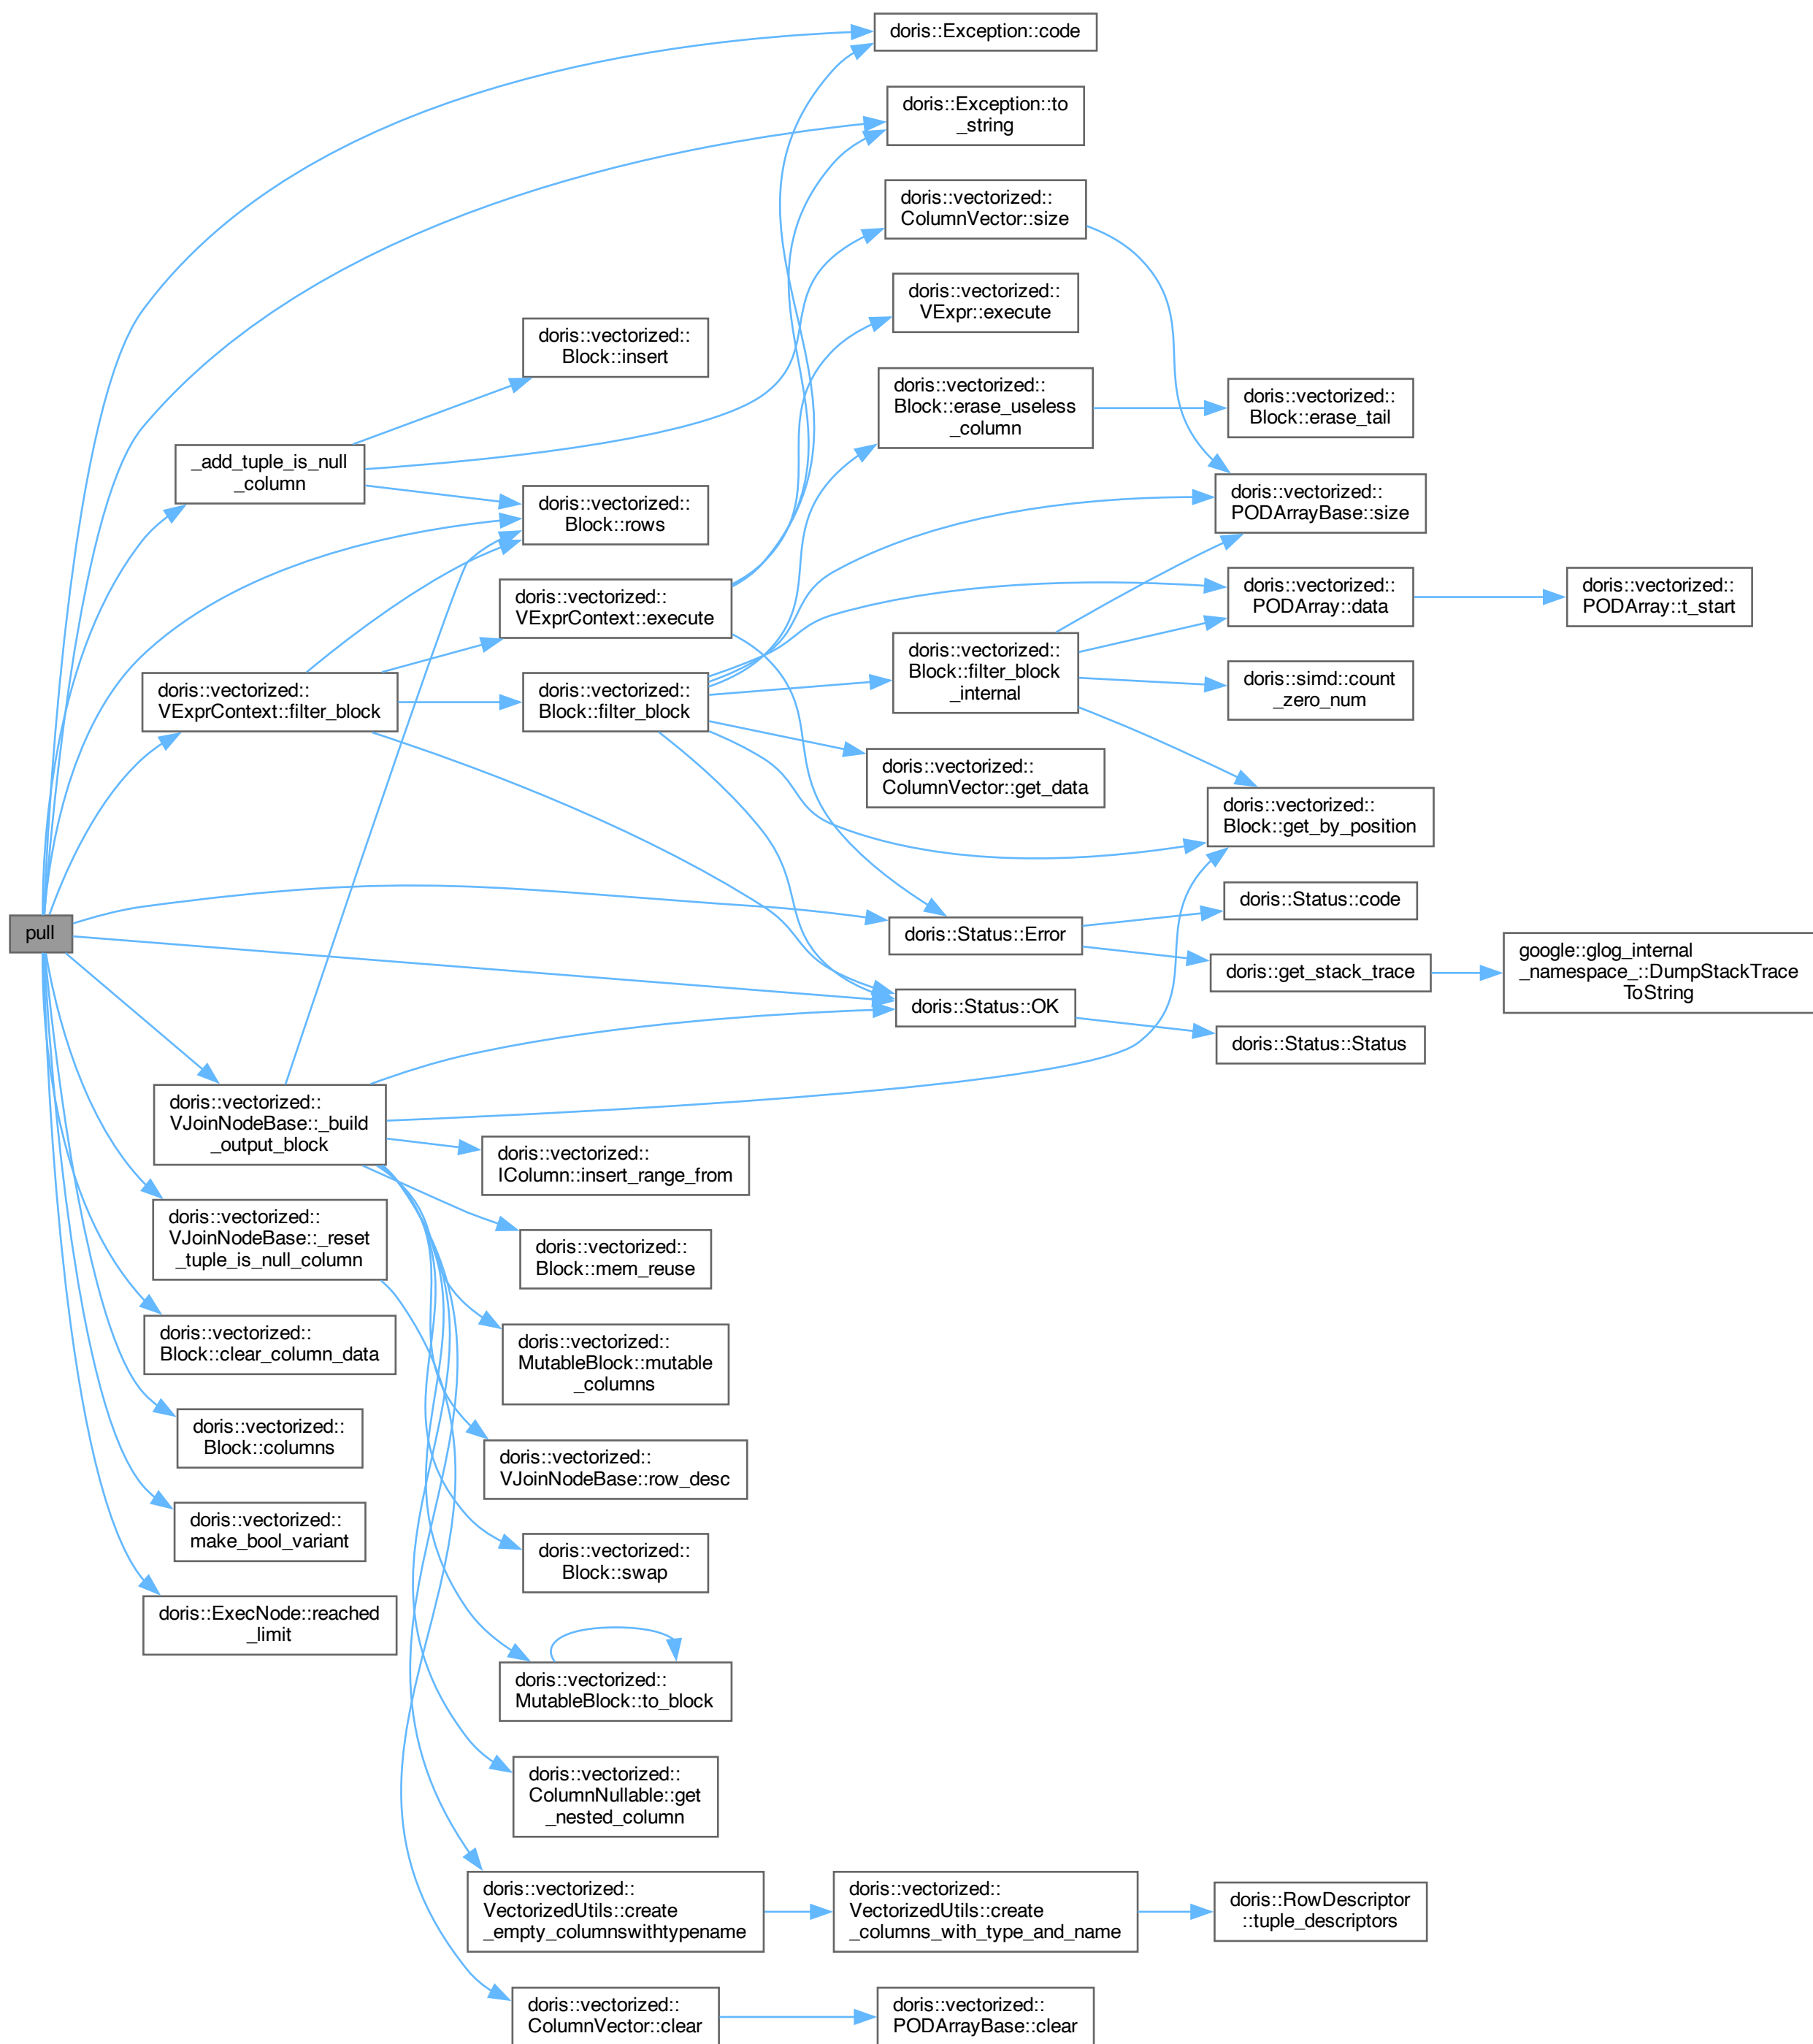 doris::Exception::code
doris::Exception::to
_string
doris::vectorized::
ColumnVector::size
doris::vectorized::
VExpr::execute
doris::vectorized::
Block::insert
doris::vectorized::
Block::erase_useless
_column
doris::vectorized::
Block::erase_tail
_add_tuple_is_null
_column
doris::vectorized::
Block::rows
doris::vectorized::
PODArrayBase::size
doris::vectorized::
VExprContext::execute
doris::vectorized::
PODArray::data
doris::vectorized::
PODArray::t_start
doris::vectorized::
Block::filter_block
_internal
doris::simd::count
_zero_num
doris::vectorized::
VExprContext::filter_block
doris::vectorized::
Block::filter_block
doris::vectorized::
ColumnVector::get_data
doris::vectorized::
Block::get_by_position
pull
doris::Status::Error
doris::Status::code
doris::get_stack_trace
google::glog_internal
_namespace_::DumpStackTrace
ToString
doris::Status::OK
doris::Status::Status
doris::vectorized::
VJoinNodeBase::_build
_output_block
doris::vectorized::
IColumn::insert_range_from
doris::vectorized::
VJoinNodeBase::_reset
_tuple_is_null_column
doris::vectorized::
Block::mem_reuse
doris::vectorized::
Block::clear_column_data
doris::vectorized::
MutableBlock::mutable
_columns
doris::vectorized::
Block::columns
doris::vectorized::
VJoinNodeBase::row_desc
doris::vectorized::
make_bool_variant
doris::vectorized::
Block::swap
doris::ExecNode::reached
_limit
doris::vectorized::
MutableBlock::to_block
doris::vectorized::
ColumnNullable::get
_nested_column
doris::vectorized::
VectorizedUtils::create
_empty_columnswithtypename
doris::vectorized::
VectorizedUtils::create
_columns_with_type_and_name
doris::RowDescriptor
::tuple_descriptors
doris::vectorized::
ColumnVector::clear
doris::vectorized::
PODArrayBase::clear